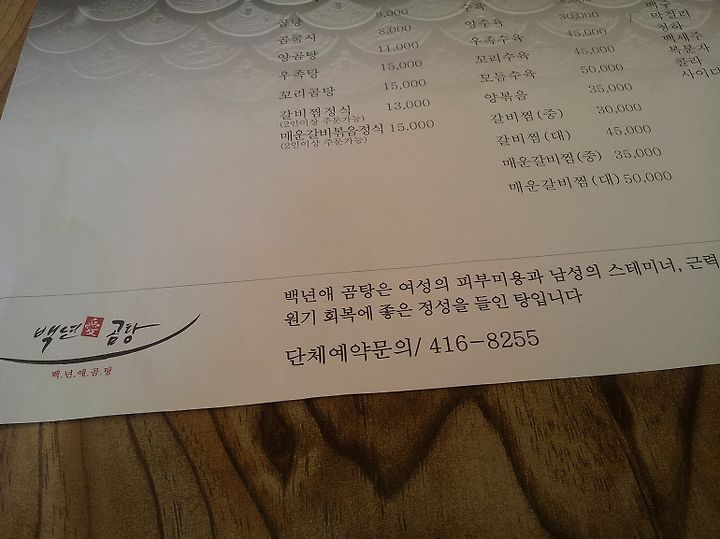 곰탕 9,000
곰국시 8,000
양곰탕 11,000
우족탕 15,000
꼬리곰탕 15,000
갈비찜정식 13,000
(2인이상 주문가능)
매운갈비볶음정식 15,000
(2인이상 주문가능)
수육
양수육 30,000
우족수육 45,000
꼬리수육 45,000
모듬수육 50,000
양볶음 35,000
갈비찜(중) 30,000
갈비찜(대) 45,000
매운갈비찜(중) 35,000
매운갈비찜(대) 50,000
맥주
막걸리
청하
백세주
복분자
콜라
사이다
백년애 곰탕은 여성의 피부미용과 남성의 스테미너, 근력
원기 회복에 좋은 정성을 들인 탕입니다
단체예약문의/ 416-8255
백년愛곰탕
백.년.애.곰.탕